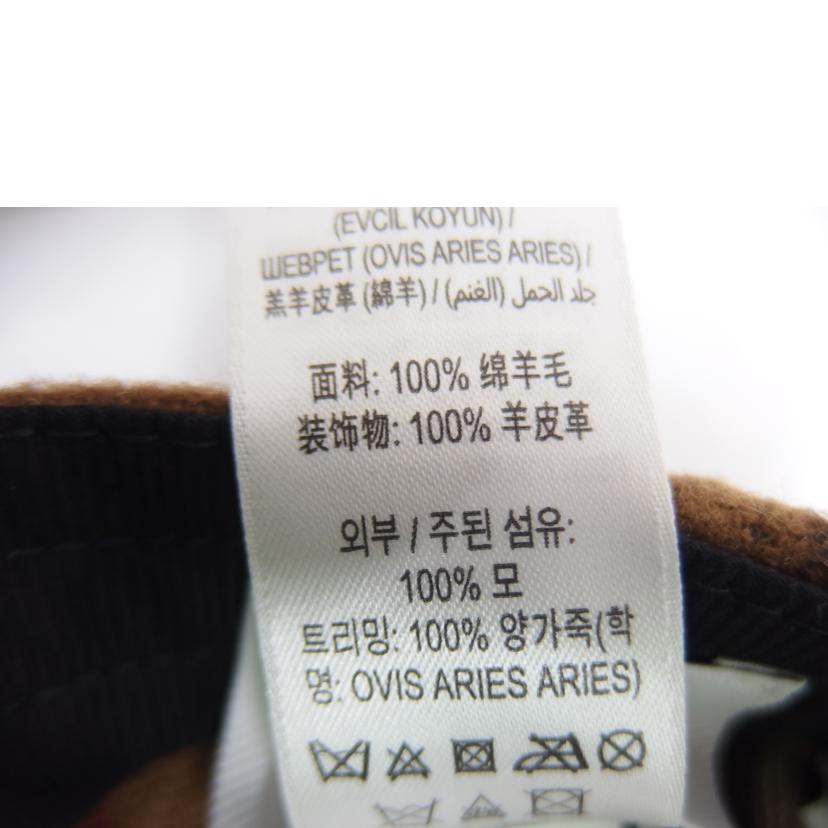 (EVCIL KOYUN) /
ШЕВРЕТ (OVIS ARIES ARIES) /
羔羊皮革 (綿羊) / جلد الحمل (الغنم)
面料: 100% 绵羊毛
装饰物: 100% 羊皮革
외부 / 주된 섬유:
100% 모
트리밍: 100% 양가죽(학
명: OVIS ARIES ARIES)